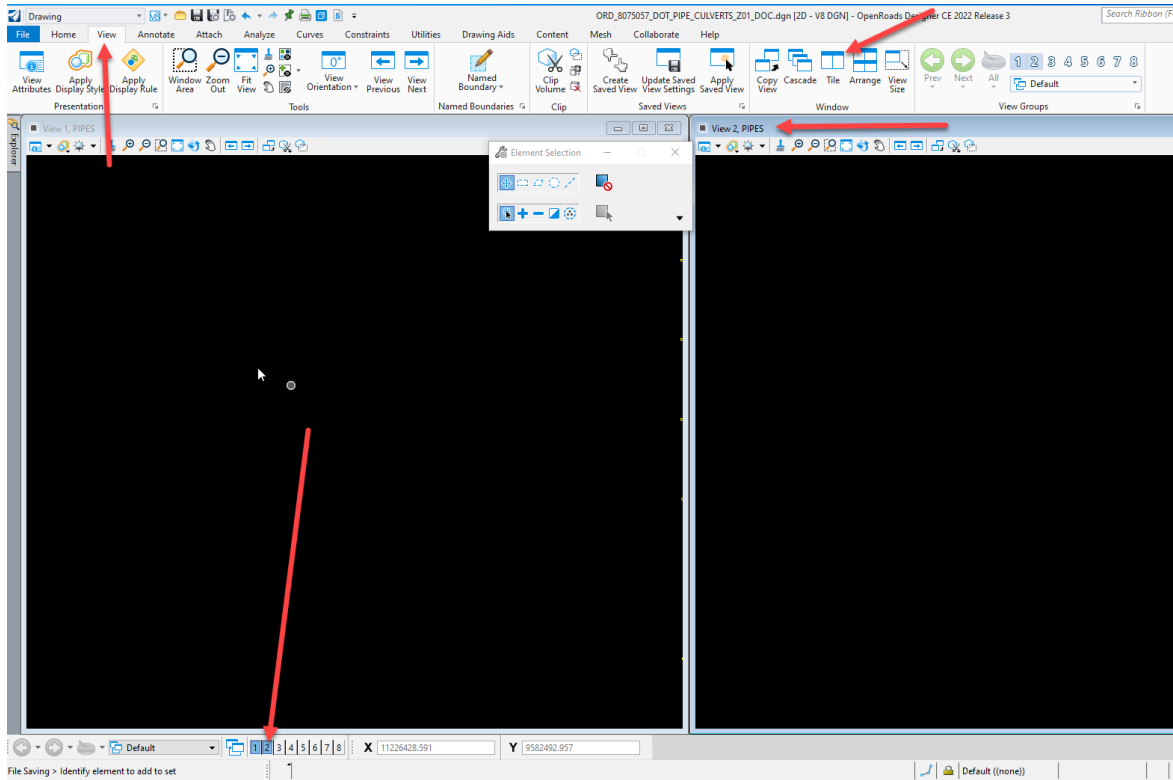 Drawing
ORD_8075057_DOT_PIPE_CULVERTS_Z01_DOC.dgn [2D - V8 DGN] - OpenRoads Designer CE 2022 Release 3
Search Ribbon (F
File Home View Annotate Attach Analyze Curves Constraints Utilities Drawing Aids Content Mesh Collaborate Help
View Attributes
Apply Display Style
Apply Display Rule
Presentation
Window Area
Zoom Out
Fit View
0°
View Orientation
View Previous
View Next
Tools
Named Boundary
Named Boundaries
Clip Volume
Clip
Create Saved View
Update Saved View Settings
Apply Saved View
Saved Views
Copy View
Cascade
Tile
Arrange
View Size
Window
Prev
Next
All
1 2 3 4 5 6 7 8
Default
View Groups
Explorer
View 1, PIPES
View 2, PIPES
Element Selection
Default
1 2 3 4 5 6 7 8
X 11226428.591
Y 9582492.957
File Saving > Identify element to add to set
Default ((none))